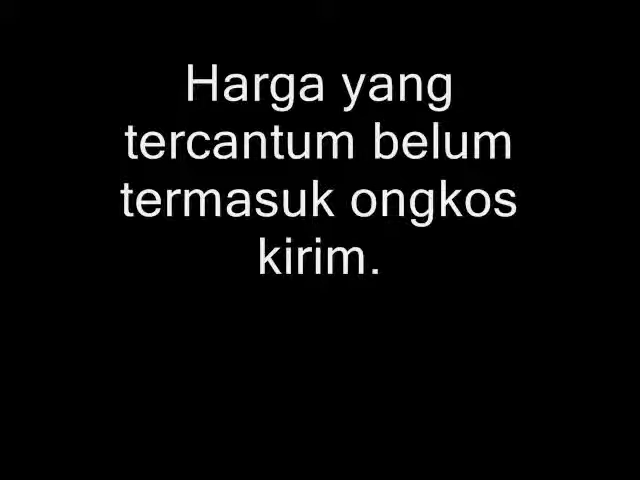 Harga yang
tercantum belum
termasuk ongkos
kirim.